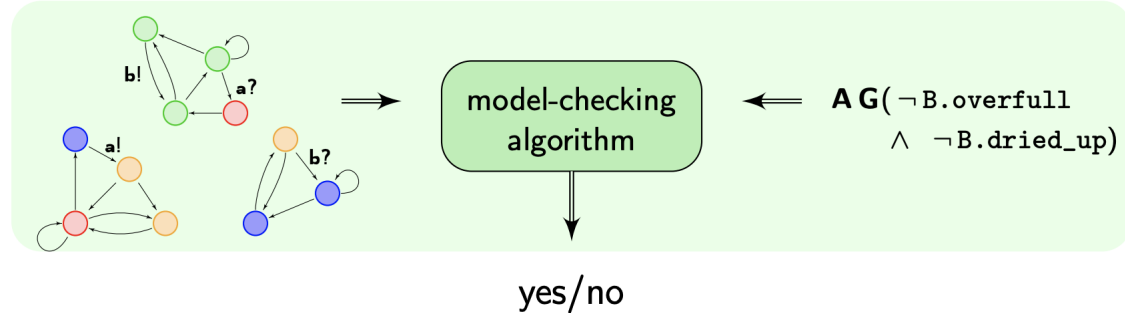 b!
a?
a!
b?
model-checking
algorithm
A G(¬ B.overfull
∧ ¬ B.dried_up)
yes/no